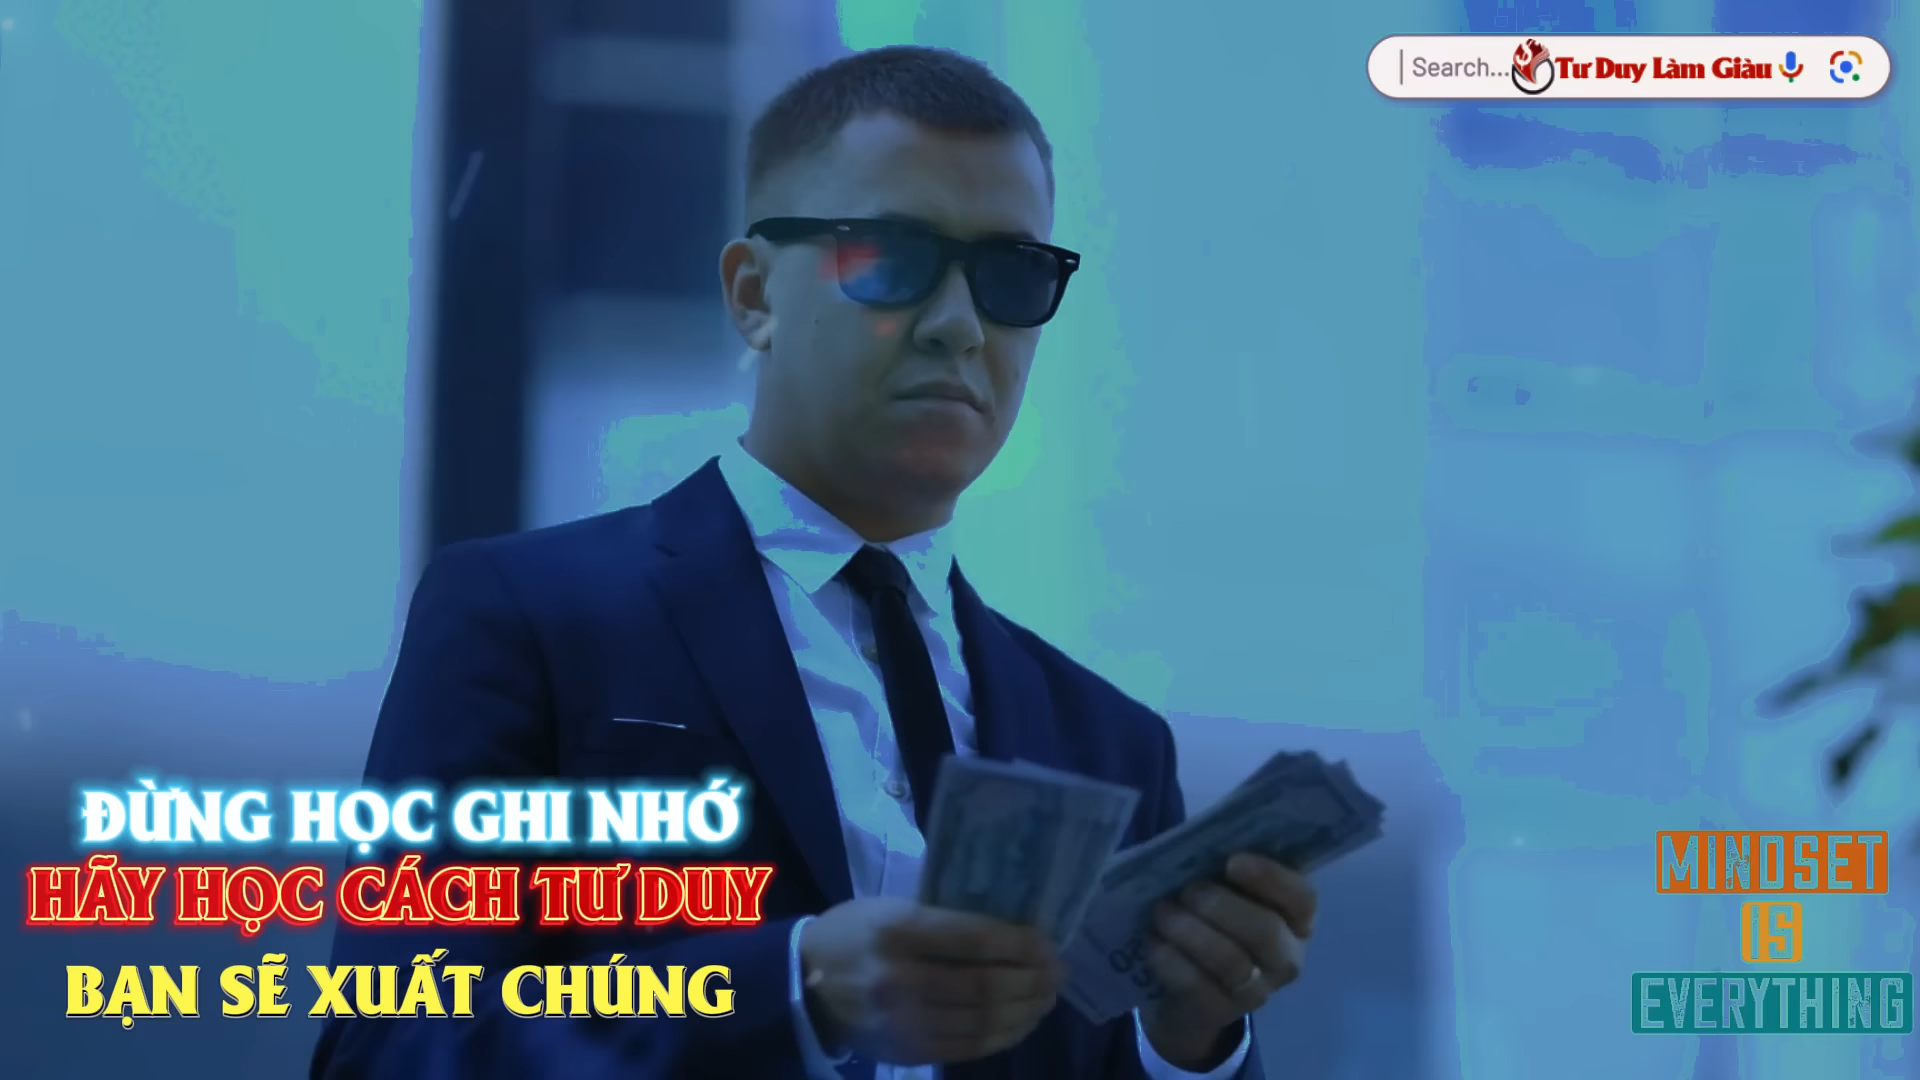 Search... Tư Duy Làm Giàu
ĐỪNG HỌC GHI NHỚ
HÃY HỌC CÁCH TƯ DUY
BẠN SẼ XUẤT CHÚNG
MINDSET
IS
EVERYTHING